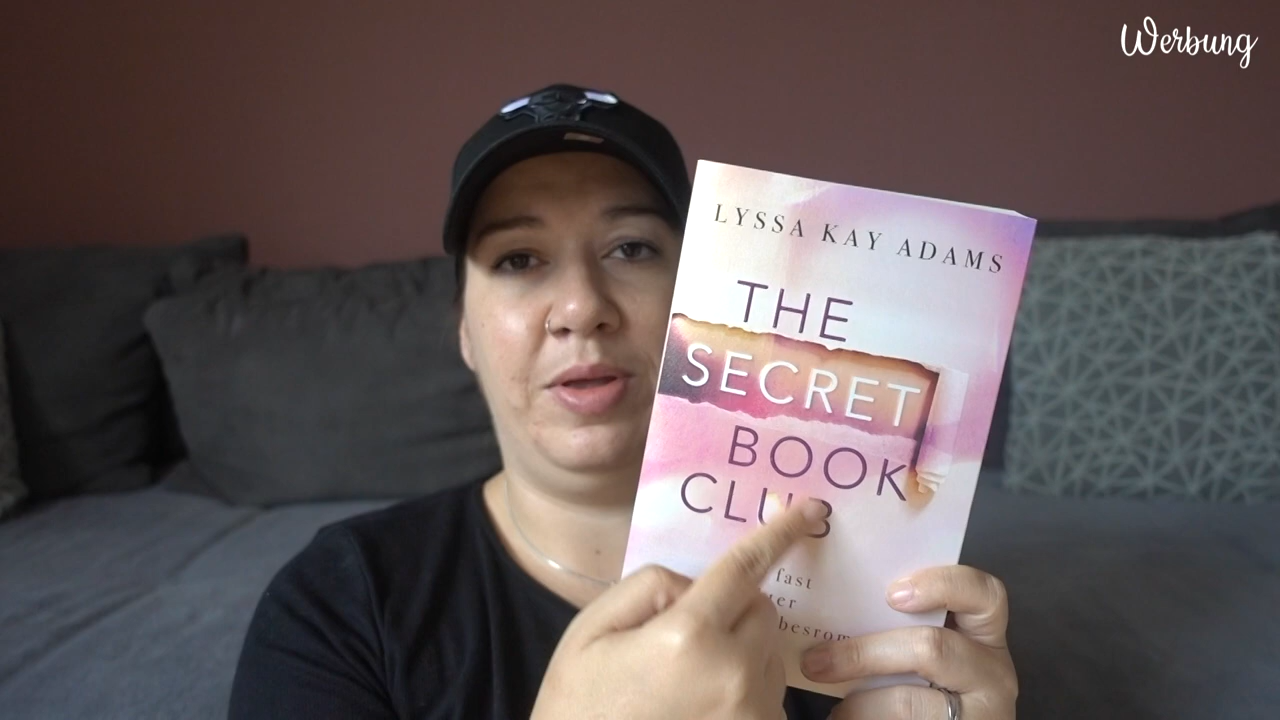 Werbung
LYSSA KAY ADAMS
THE
SECRET
BOOK
CLUB
fast